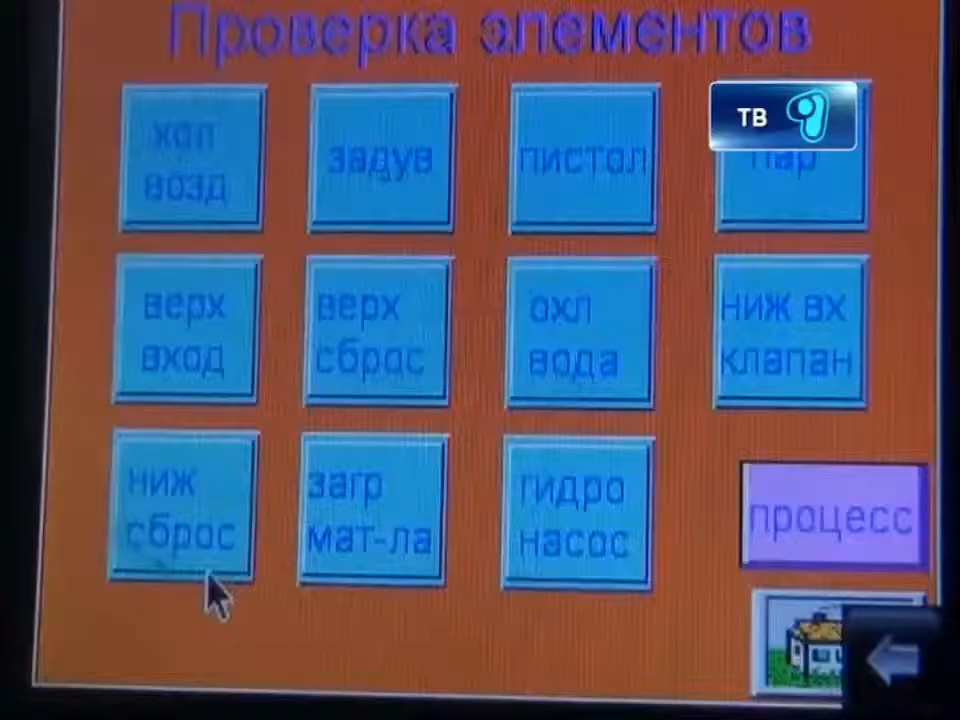 Проверка элементов
хол
возд
задув
пистол
ТВ
пар
верх
вход
верх
сброс
охл
вода
ниж вх
клапан
ниж
сброс
загр
мат-ла
гидро
насос
процесс